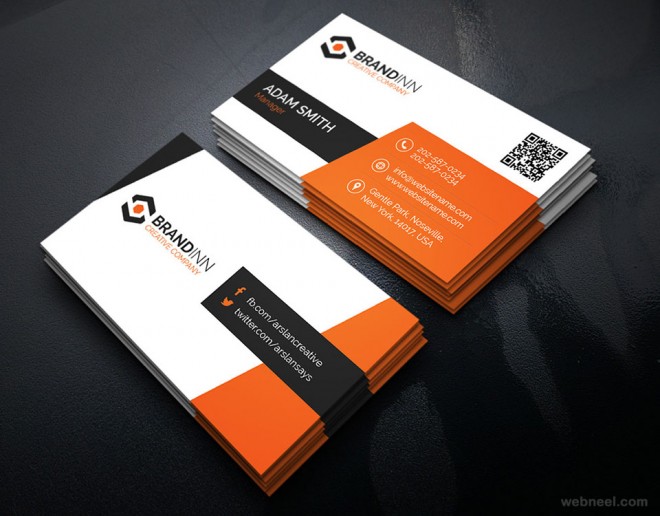 BRANDINN
CREATIVE COMPANY
ADAM SMITH
Manager
202-587-0234
202-587-0234
info@websitename.com
www.websitename.com
Gentle Park, Noseville.
New York, 14017, USA
BRANDINN
CREATIVE COMPANY
fb.com/arslancreative
twitter.com/arslansays
webneel.com